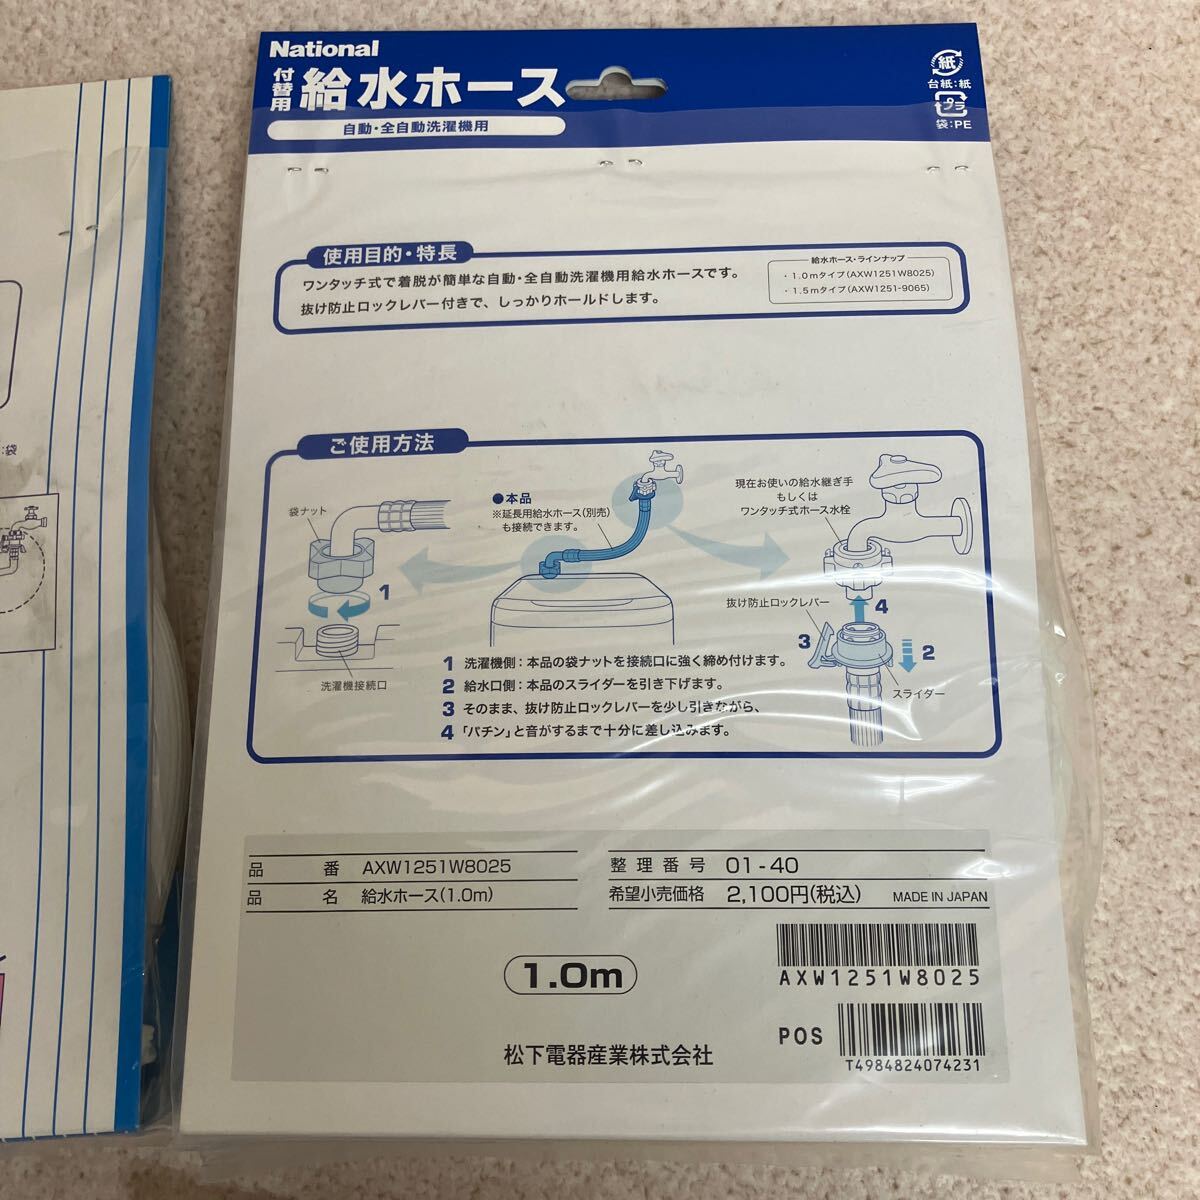 National
付替用
給水ホース
自動・全自動洗濯機用
紙
台紙:紙
プラ
袋:PE
使用目的・特長
ワンタッチ式で着脱が簡単な自動・全自動洗濯機用給水ホースです。
抜け防止ロックレバー付きで、しっかりホールドします。
給水ホース・ラインナップ
・1.0mタイプ(AXW1251W8025)
・1.5mタイプ(AXW1251-9065)
ご使用方法
袋ナット
1
洗濯機接続口
●本品
※延長用給水ホース(別売)
も接続できます。
現在お使いの給水継ぎ手
もしくは
ワンタッチ式ホース水栓
抜け防止ロックレバー
4
3
2
スライダー
1 洗濯機側:本品の袋ナットを接続口に強く締め付けます。
2 給水口側:本品のスライダーを引き下げます。
3 そのまま、抜け防止ロックレバーを少し引きながら、
4 「パチン」と音がするまで十分に差し込みます。
品番 AXW1251W8025
品名 給水ホース(1.0m)
整理番号 01-40
希望小売価格 2,100円(税込) MADE IN JAPAN
1.0m
AXW1251W8025
POS
T4984824074231
松下電器産業株式会社
:袋